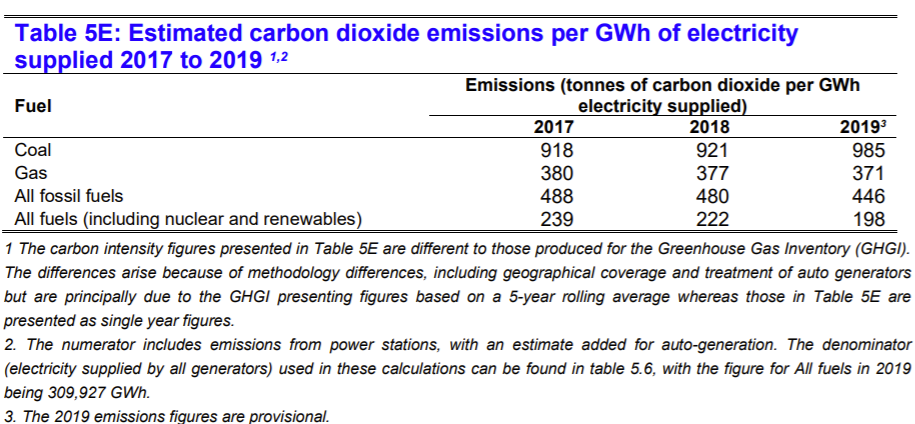 Table 5E: Estimated carbon dioxide emissions per GWh of electricity
supplied 2017 to 2019 1,2
Emissions (tonnes of carbon dioxide per GWh
Fuel electricity supplied)
2017 2018 2019³
Coal 918 921 985
Gas 380 377 371
All fossil fuels 488 480 446
All fuels (including nuclear and renewables) 239 222 198
1 The carbon intensity figures presented in Table 5E are different to those produced for the Greenhouse Gas Inventory (GHGI).
The differences arise because of methodology differences, including geographical coverage and treatment of auto generators
but are principally due to the GHGI presenting figures based on a 5-year rolling average whereas those in Table 5E are
presented as single year figures.
2. The numerator includes emissions from power stations, with an estimate added for auto-generation. The denominator
(electricity supplied by all generators) used in these calculations can be found in table 5.6, with the figure for All fuels in 2019
being 309,927 GWh.
3. The 2019 emissions figures are provisional.